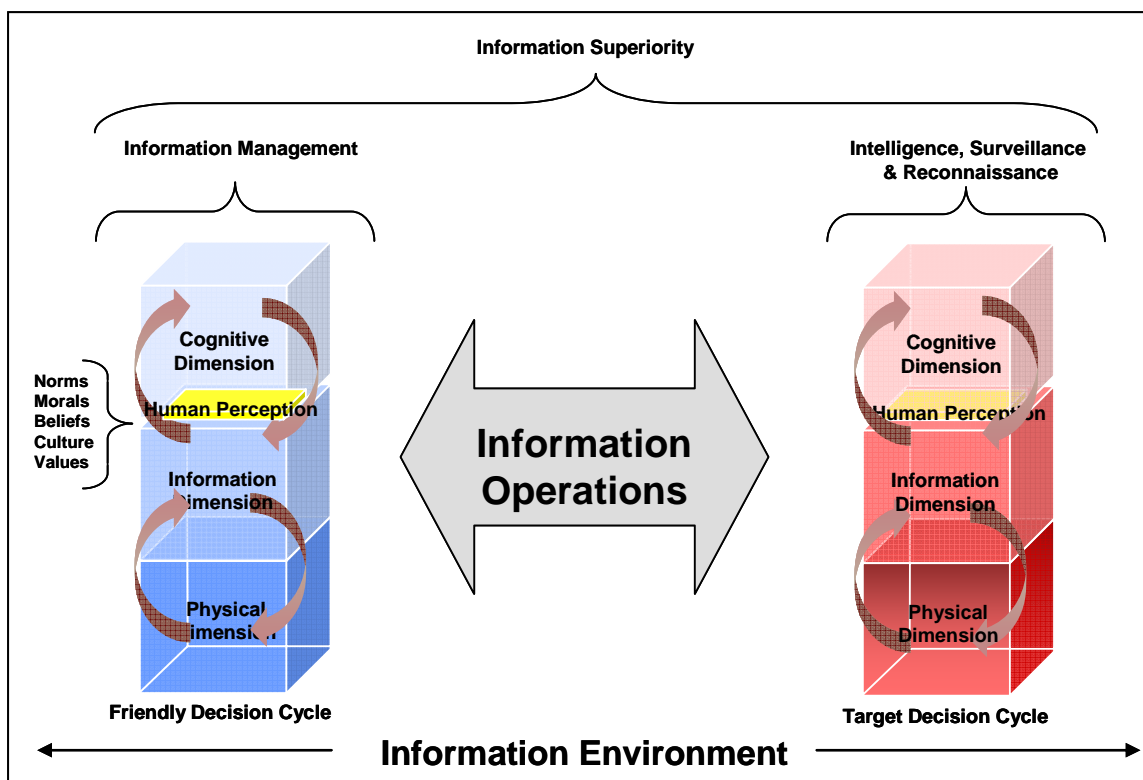 Information Superiority
Information Management
Intelligence, Surveillance
& Reconnaissance
Cognitive
Dimension
Human Perception
Norms
Morals
Beliefs
Culture
Values
Information
Dimension
Physical
Dimension
Friendly Decision Cycle
Information
Operations
Cognitive
Dimension
Human Perception
Information
Dimension
Physical
Dimension
Target Decision Cycle
Information Environment